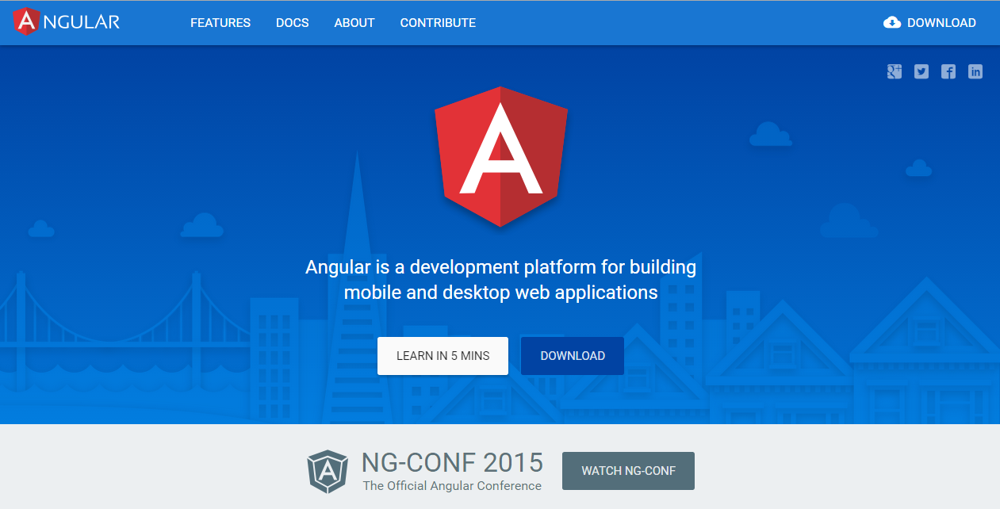 ANGULAR
FEATURES DOCS ABOUT CONTRIBUTE DOWNLOAD
g+ f in
A
Angular is a development platform for building
mobile and desktop web applications
LEARN IN 5 MINS DOWNLOAD
A NG-CONF 2015 WATCH NG-CONF
The Official Angular Conference